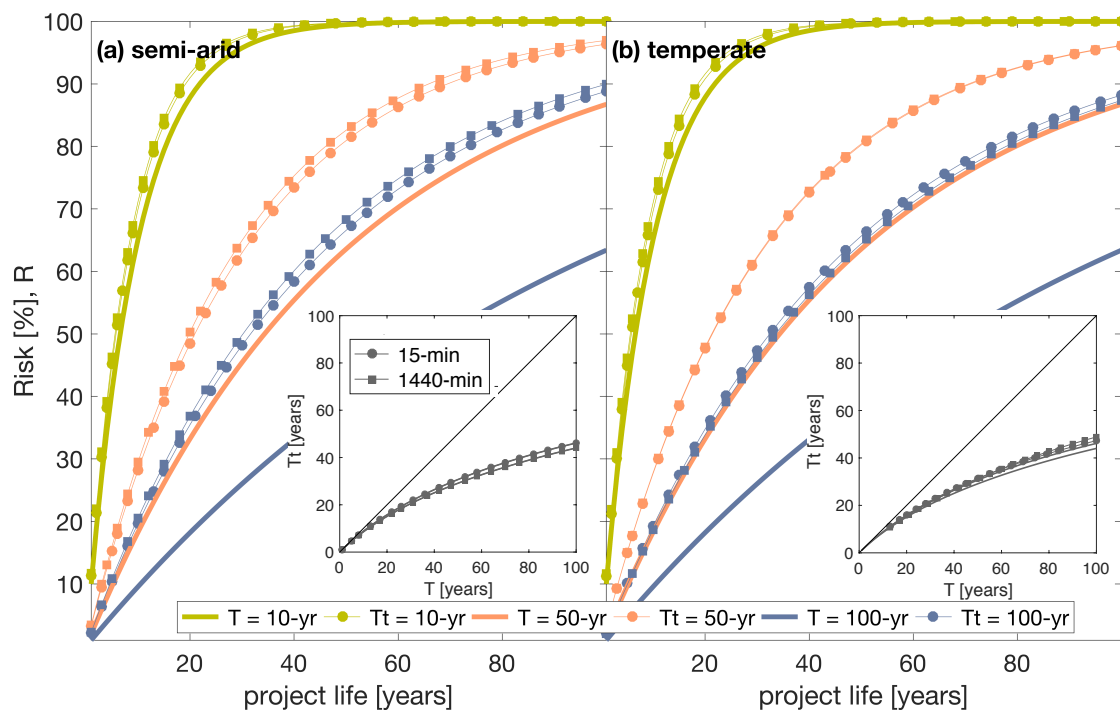 (a) semi-arid
(b) temperate
Risk [%], R
100
90
80
70
60
50
40
30
20
10
20
40
60
80
project life [years]
20
40
60
80
project life [years]
15-min
1440-min
Tt [years]
100
80
60
40
20
0
0
20
40
60
80
100
T [years]
Tt [years]
100
80
60
40
20
0
0
20
40
60
80
100
T [years]
T = 10-yr
Tt = 10-yr
T = 50-yr
Tt = 50-yr
T = 100-yr
Tt = 100-yr